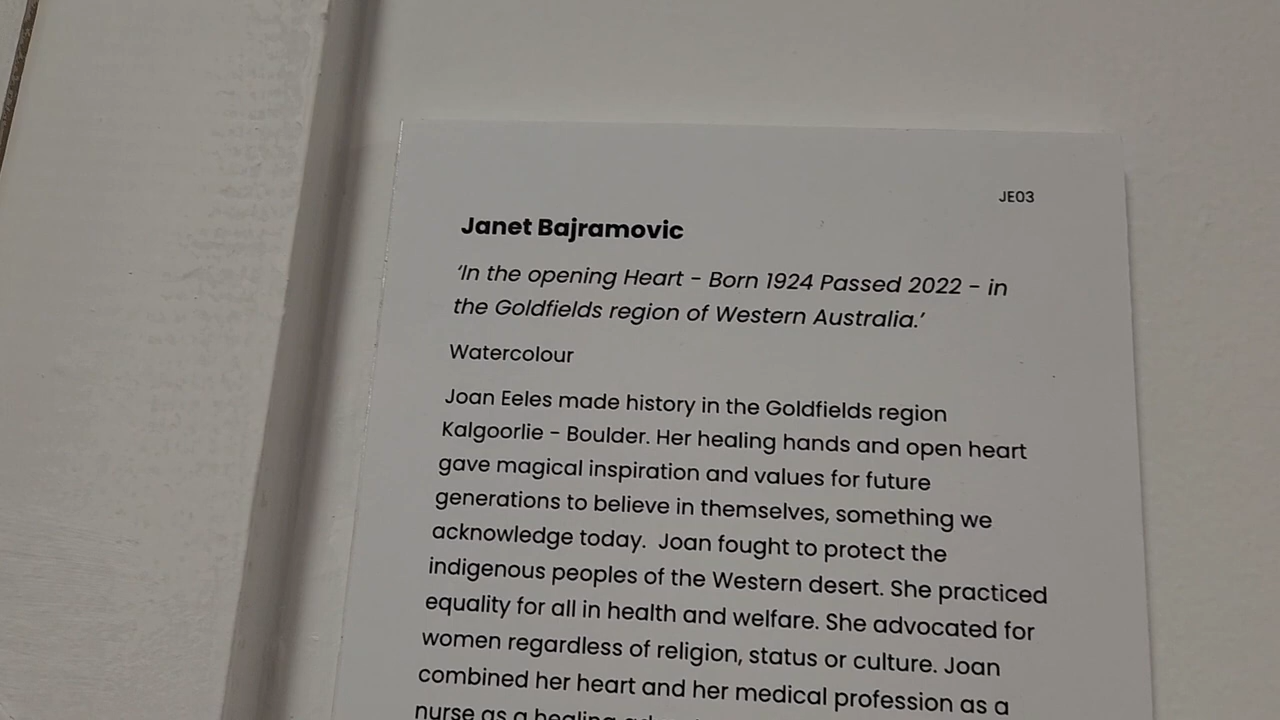 JE03
Janet Bajramovic
‘In the opening Heart - Born 1924 Passed 2022 - in
the Goldfields region of Western Australia.’
Watercolour
Joan Eeles made history in the Goldfields region
Kalgoorlie - Boulder. Her healing hands and open heart
gave magical inspiration and values for future
generations to believe in themselves, something we
acknowledge today.  Joan fought to protect the
indigenous peoples of the Western desert. She practiced
equality for all in health and welfare. She advocated for
women regardless of religion, status or culture. Joan
combined her heart and her medical profession as a
nurse as a healing